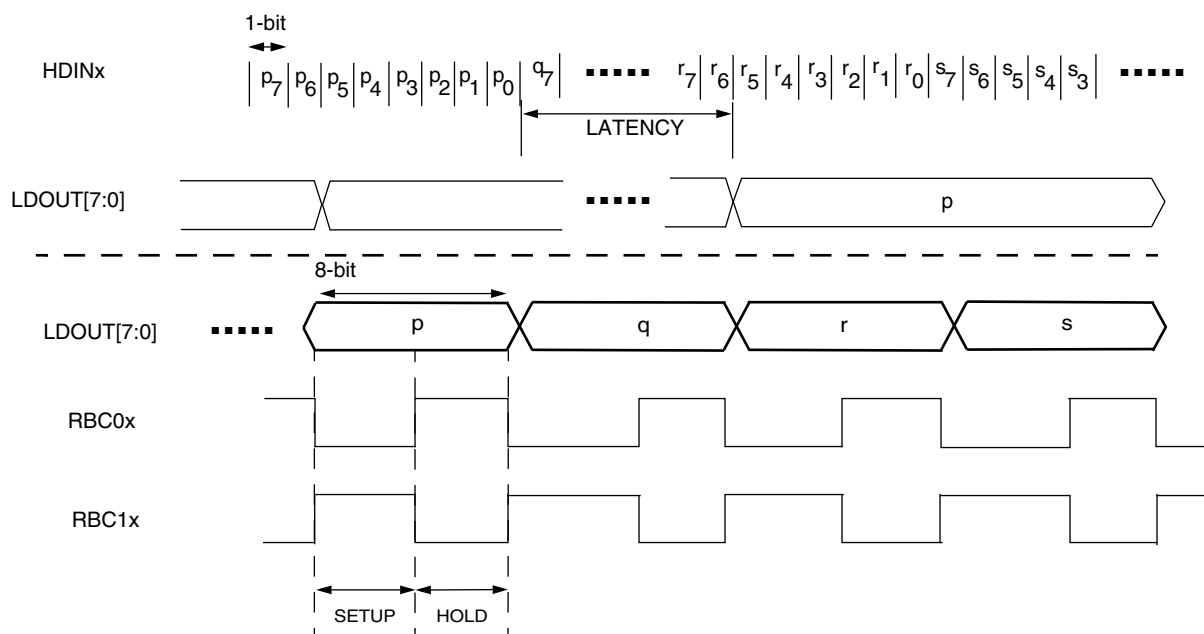 1-bit
HDINx
p7 p6 p5 p4 p3 p2 p1 p0 q7 ..... r7 r6 r5 r4 r3 r2 r1 r0 s7 s6 s5 s4 s3 .....
LATENCY
LDOUT[7:0] ..... p
8-bit
LDOUT[7:0] ..... p q r s
RBC0x
RBC1x
SETUP HOLD